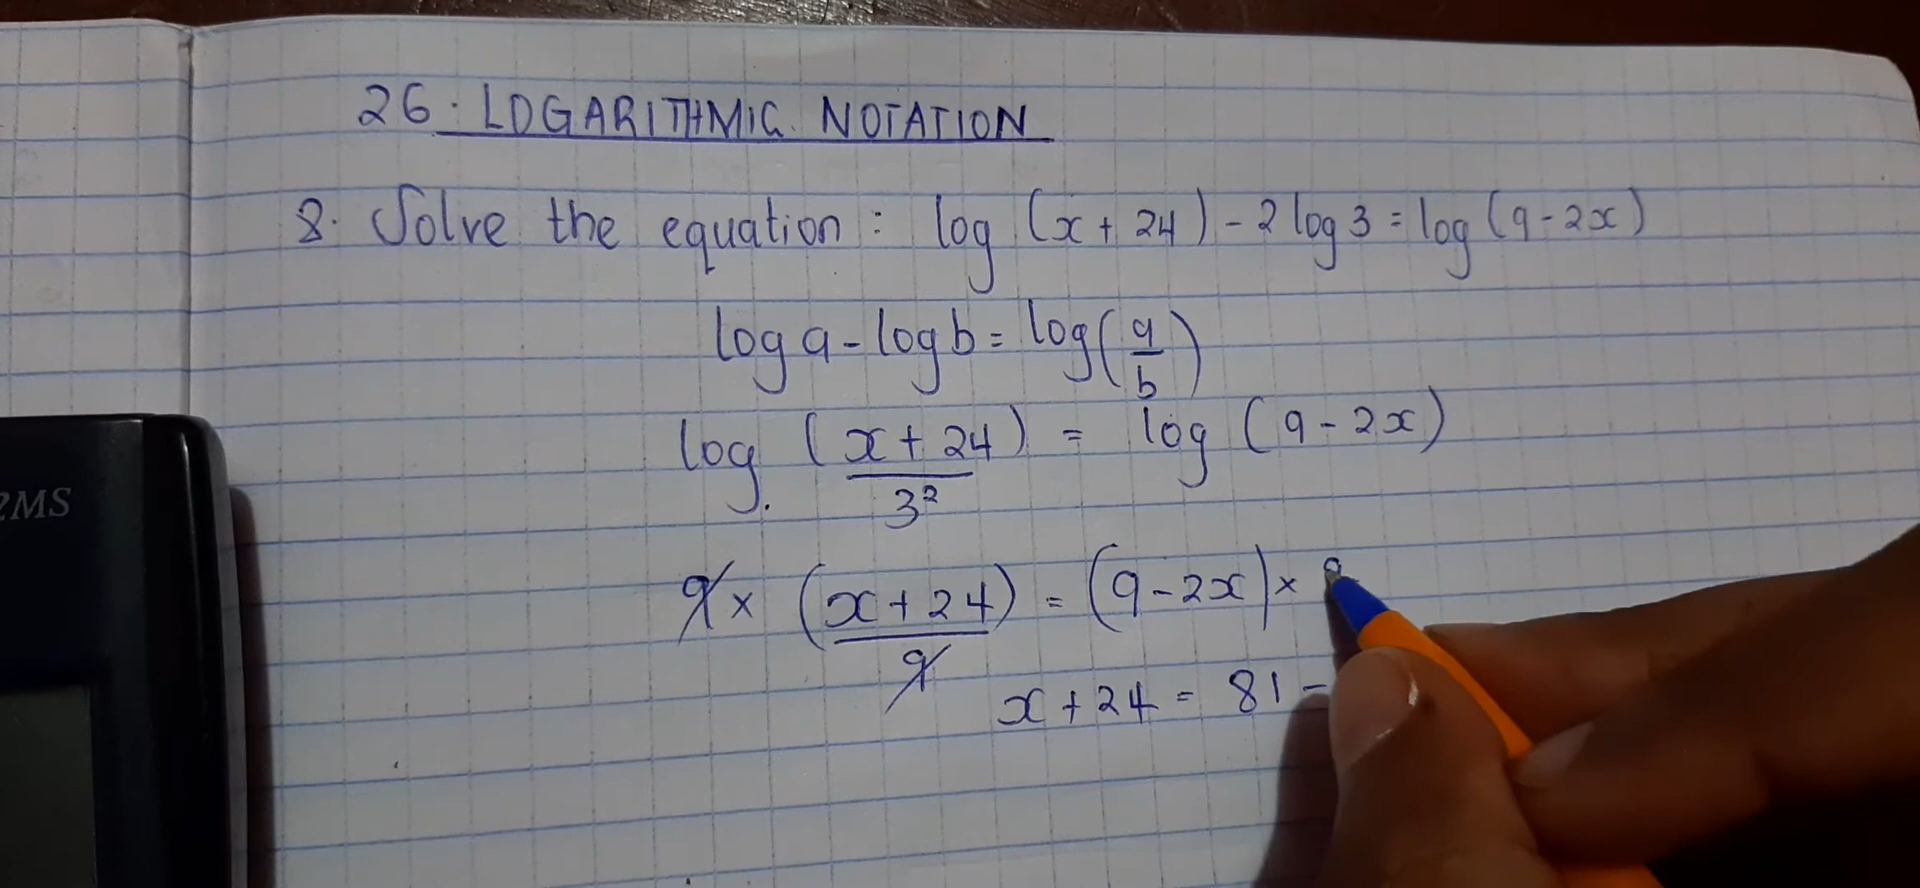 26. LOGARITHMIC NOTATION
8. Solve the equation: log (x + 24) - 2 log 3 = log (9 - 2x)
log a - log b = log (a/b)
log (x + 24)/3² = log (9 - 2x)
9 × (x + 24)/9 = (9 - 2x) × 9
x + 24 = 81 -
MS